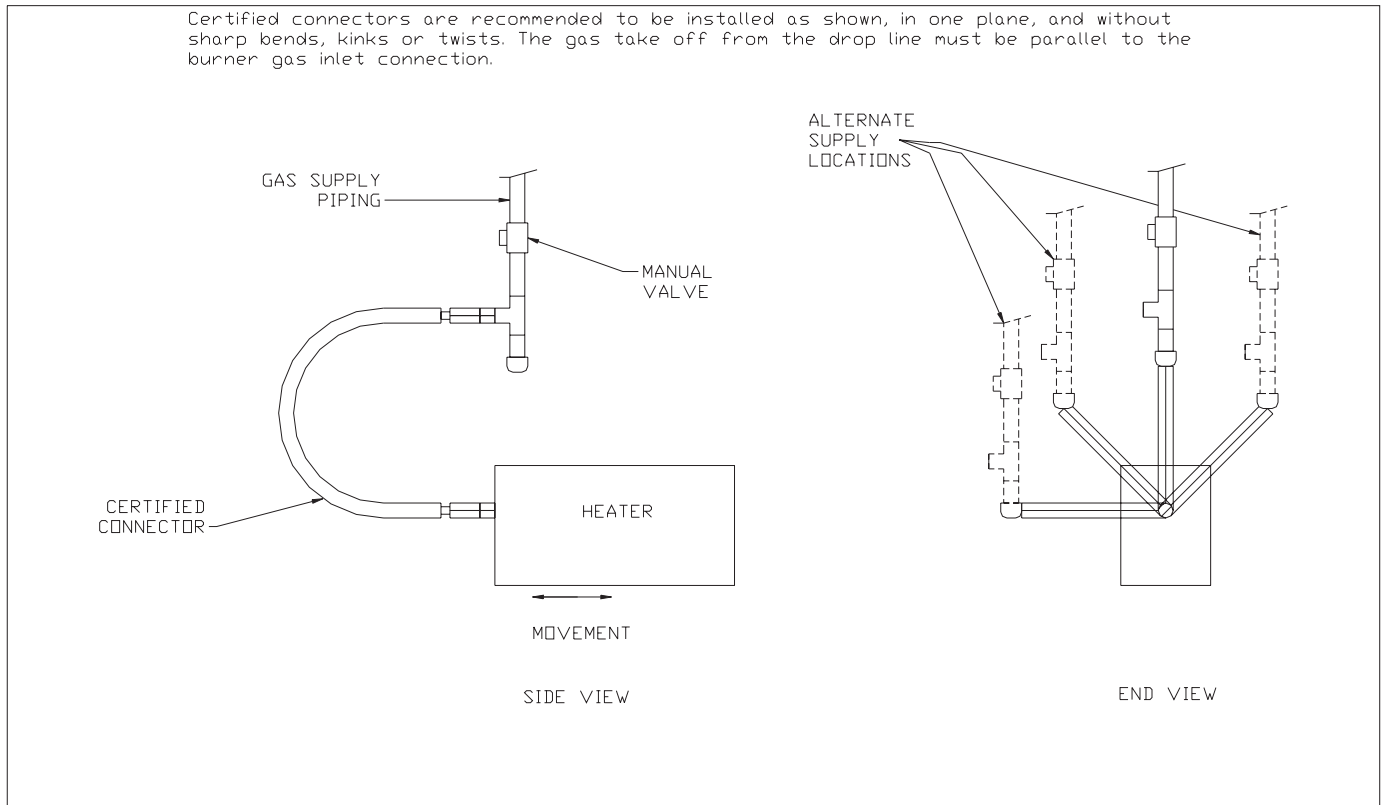 Certified connectors are recommended to be installed as shown, in one plane, and without
sharp bends, kinks or twists. The gas take off from the drop line must be parallel to the
burner gas inlet connection.
GAS SUPPLY
PIPING
MANUAL
VALVE
CERTIFIED
CONNECTOR
HEATER
MOVEMENT
SIDE VIEW
ALTERNATE
SUPPLY
LOCATIONS
END VIEW